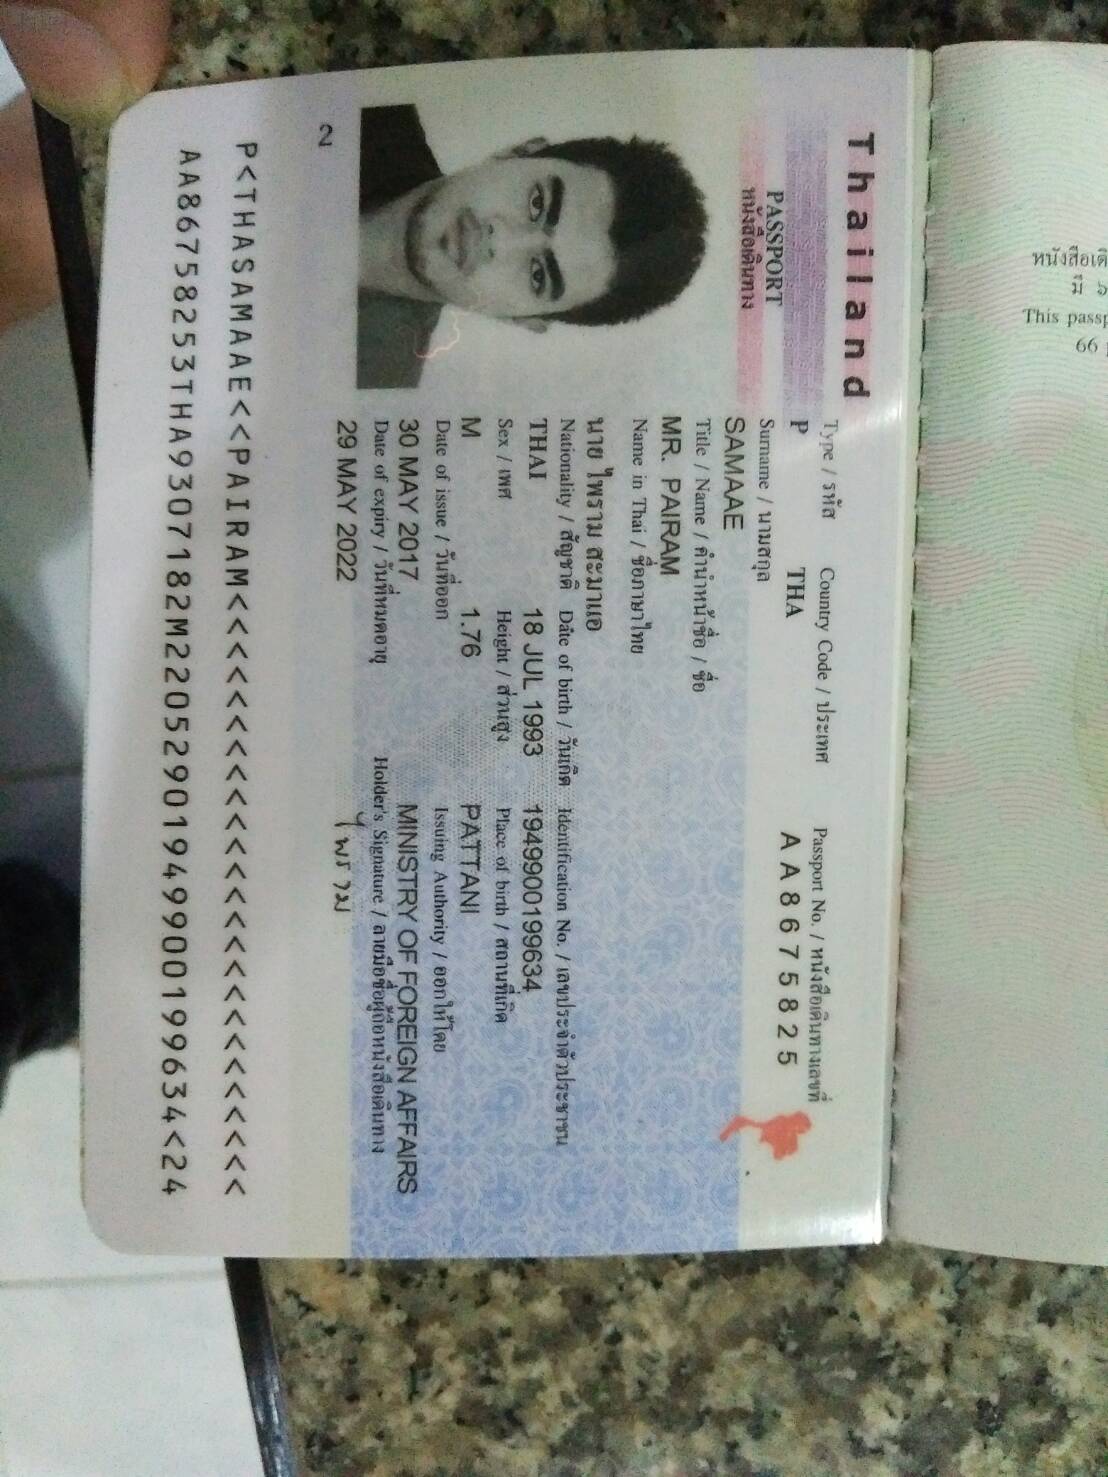 หนังสือเดิ
มี ๖
This passp
66
Thailand
PASSPORT
หนังสือเดินทาง
Type / รหัส Country Code / ประเทศ Passport No. / หนังสือเดินทางเลขที่
P THA AA8675825
Surname / นามสกุล
SAMAAE
Title / Name / คำนำหน้าชื่อ / ชื่อ
MR. PAIRAM
Name in Thai / ชื่อภาษาไทย
นาย ไพราม สะมาแอ
Nationality / สัญชาติ Date of birth / วันเกิด Identification No. / เลขประจำตัวประชาชน
THAI 18 JUL 1993 1949900199634
Sex / เพศ Height / ส่วนสูง Place of birth / สถานที่เกิด
M 1.76 PATTANI
Date of issue / วันที่ออก Issuing Authority / ออกให้โดย
30 MAY 2017 MINISTRY OF FOREIGN AFFAIRS
Date of expiry / วันที่หมดอายุ Holder's Signature / ลายมือชื่อผู้ถือหนังสือเดินทาง
29 MAY 2022 ไพราม
2
P<THASAMAAE<<PAIRAM<<<<<<<<<<<<<<<<<<<<<<<<<
AA86758253THA9307182M22052901949900199634<24